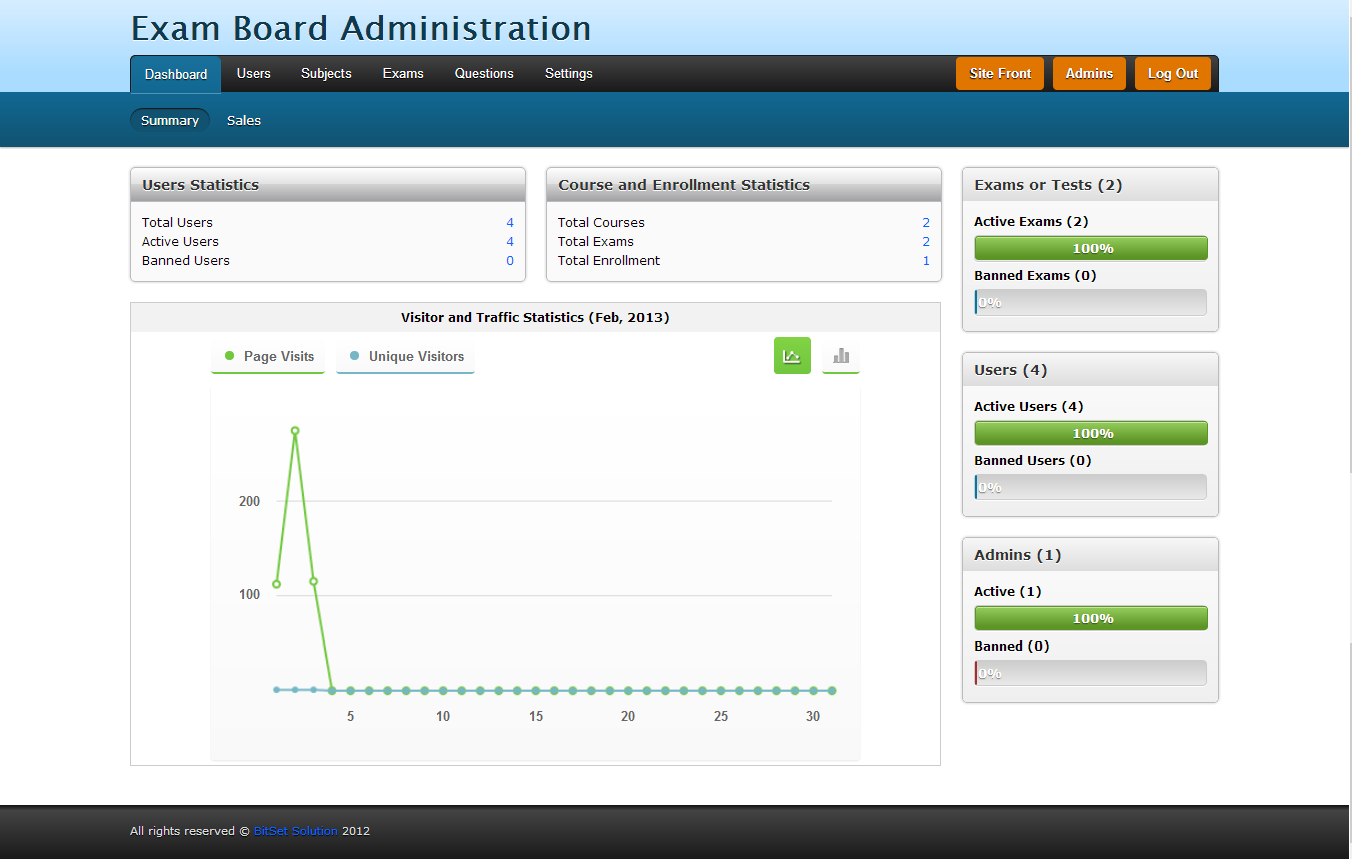 Exam Board Administration
Dashboard Users Subjects Exams Questions Settings Site Front Admins Log Out
Summary Sales
Users Statistics
Total Users 4
Active Users 4
Banned Users 0
Course and Enrollment Statistics
Total Courses 2
Total Exams 2
Total Enrollment 1
Visitor and Traffic Statistics (Feb, 2013)
Page Visits Unique Visitors
200
100
5 10 15 20 25 30
Exams or Tests (2)
Active Exams (2)
100%
Banned Exams (0)
0%
Users (4)
Active Users (4)
100%
Banned Users (0)
0%
Admins (1)
Active (1)
100%
Banned (0)
0%
All rights reserved © BitSet Solution 2012